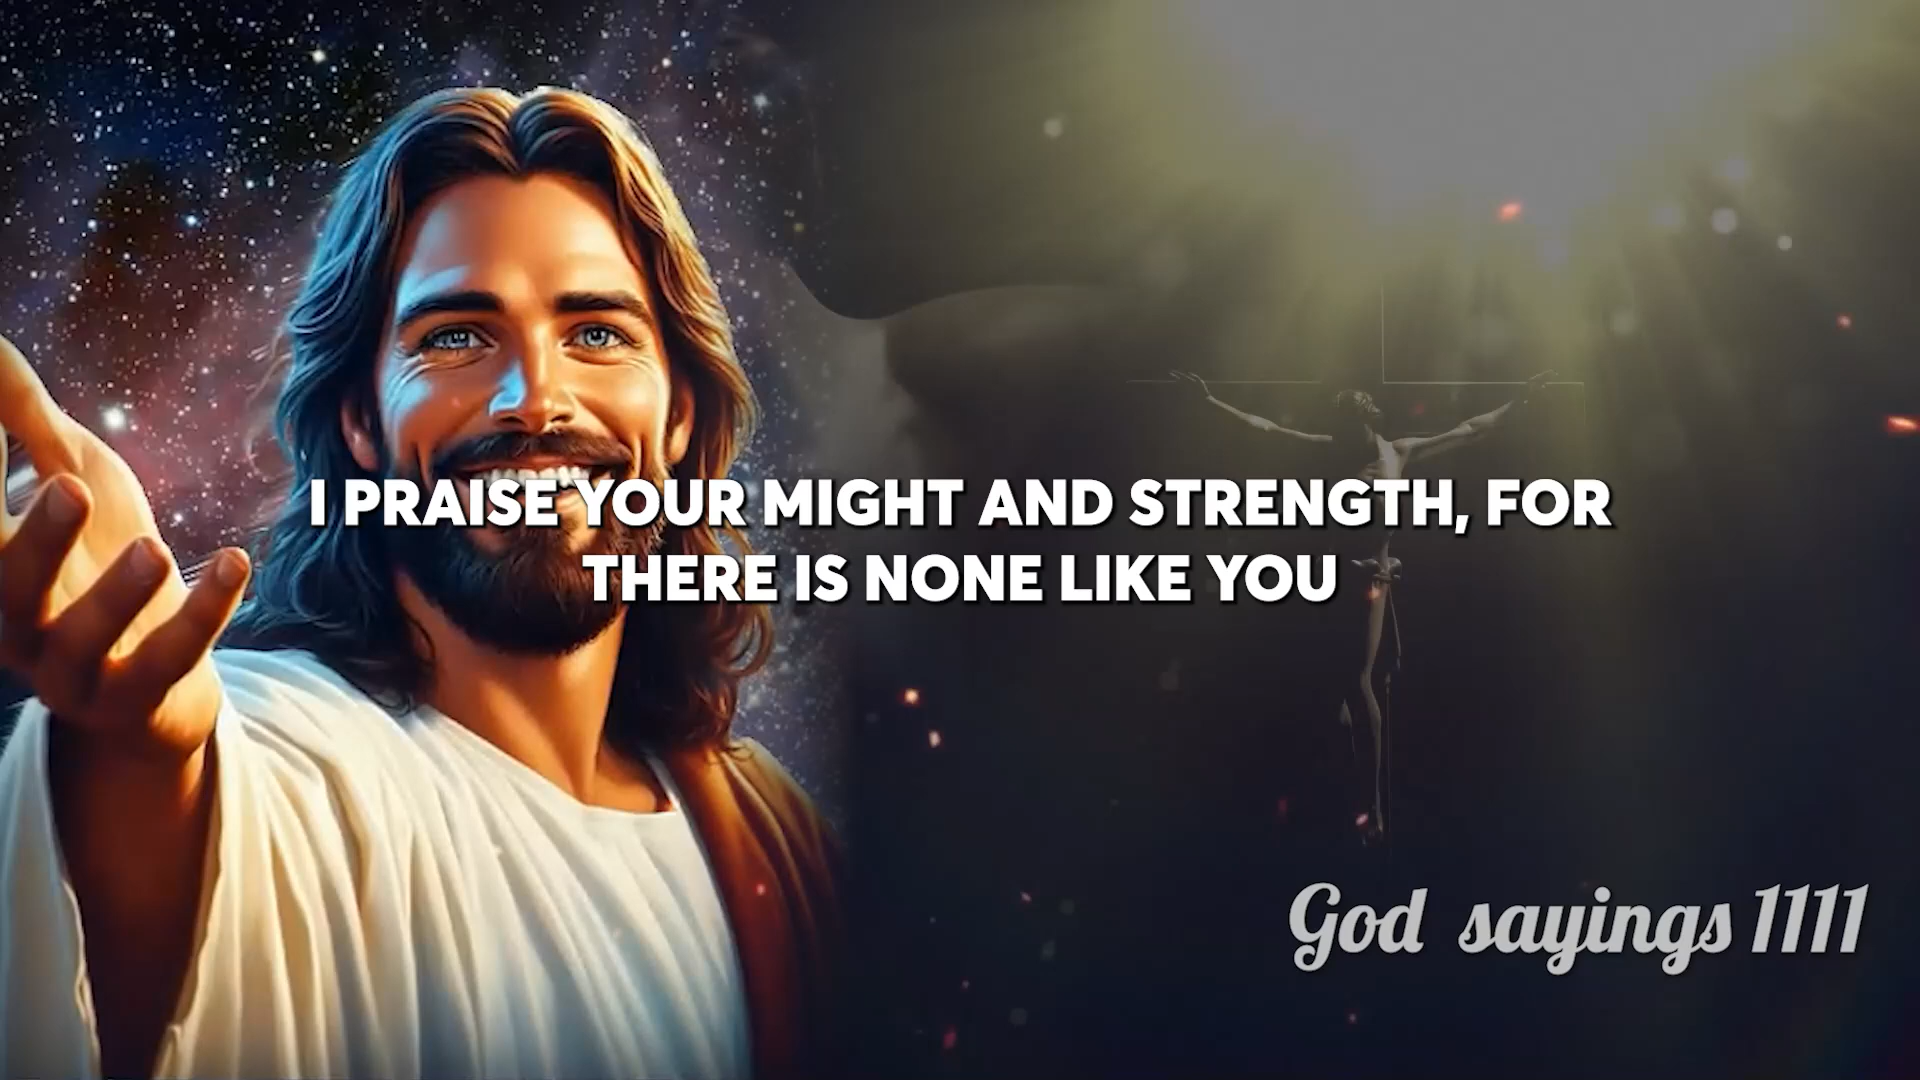 I PRAISE YOUR MIGHT AND STRENGTH, FOR
THERE IS NONE LIKE YOU
God sayings 1111